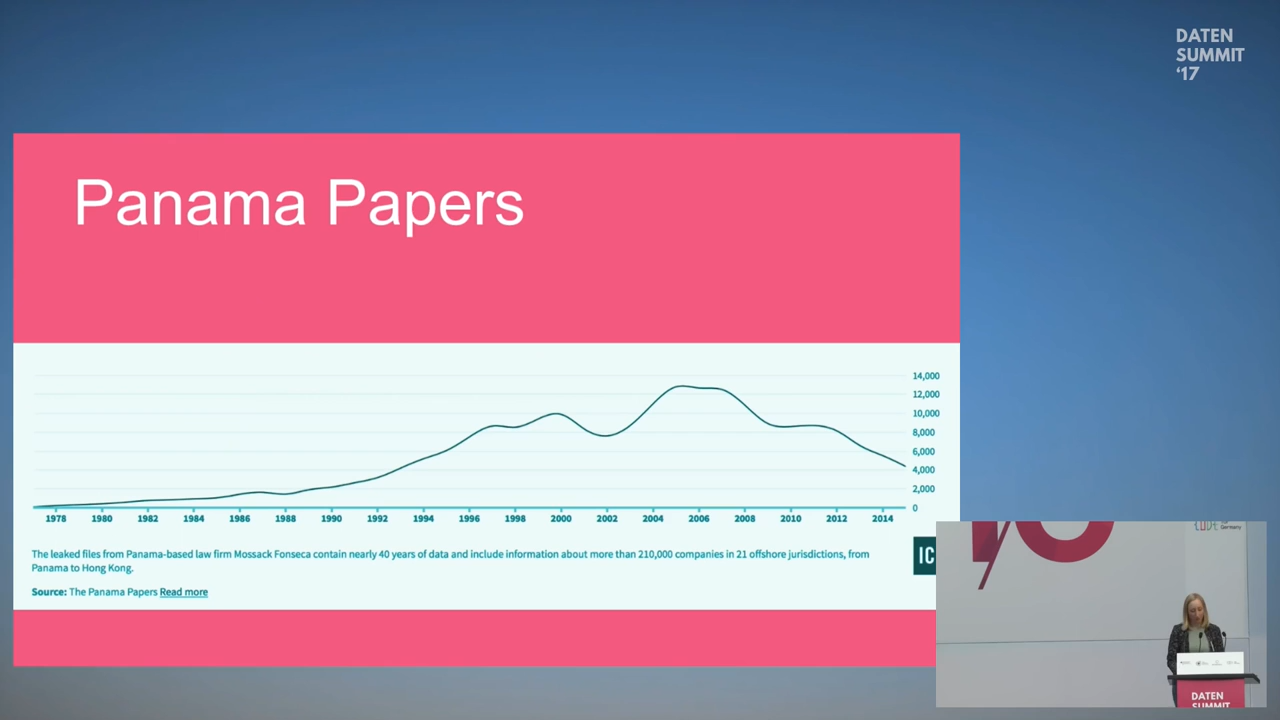 DATEN
SUMMIT
‘17
Panama Papers
14,000
12,000
10,000
8,000
6,000
4,000
2,000
0
1978 1980 1982 1984 1986 1988 1990 1992 1994 1996 1998 2000 2002 2004 2006 2008 2010 2012 2014
The leaked files from Panama-based law firm Mossack Fonseca contain nearly 40 years of data and include information about more than 210,000 companies in 21 offshore jurisdictions, from
Panama to Hong Kong.
Source: The Panama Papers Read more
IC
Germany
DATEN
SUMMIT